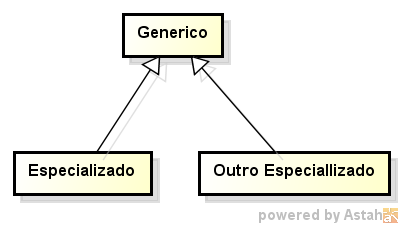 Generico
Especializado
Outro Especiallizado
powered by Astah